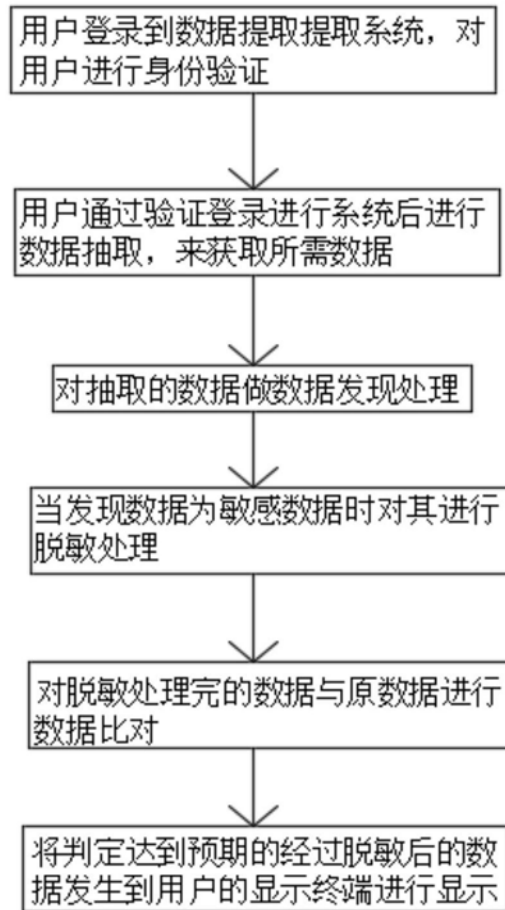 用户登录到数据提取提取系统，对
用户进行身份验证
用户通过验证登录进行系统后进行
数据抽取，来获取所需数据
对抽取的数据做数据发现处理
当发现数据为敏感数据时对其进行
脱敏处理
对脱敏处理完的数据与原数据进行
数据比对
将判定达到预期的经过脱敏后的数
据发生到用户的显示终端进行显示